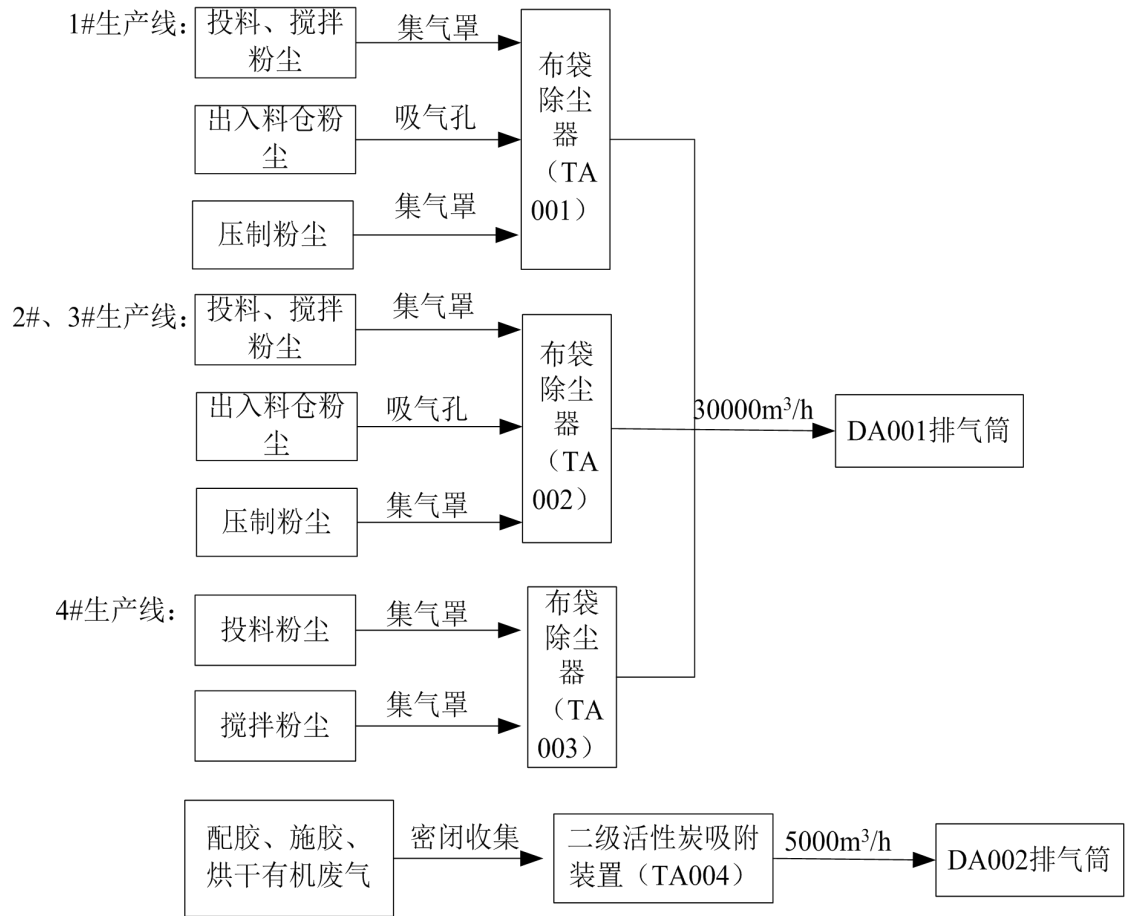 1#生产线：
投料、搅拌
粉尘
集气罩
出入料仓粉
尘
吸气孔
压制粉尘
集气罩
布袋
除尘
器
（TA
001）
2#、3#生产线：
投料、搅拌
粉尘
集气罩
出入料仓粉
尘
吸气孔
压制粉尘
集气罩
布袋
除尘
器
（TA
002）
30000m³/h
DA001排气筒
4#生产线：
投料粉尘
集气罩
搅拌粉尘
集气罩
布袋
除尘
器
（TA
003）
配胶、施胶、
烘干有机废气
密闭收集
二级活性炭吸附
装置（TA004）
5000m³/h
DA002排气筒